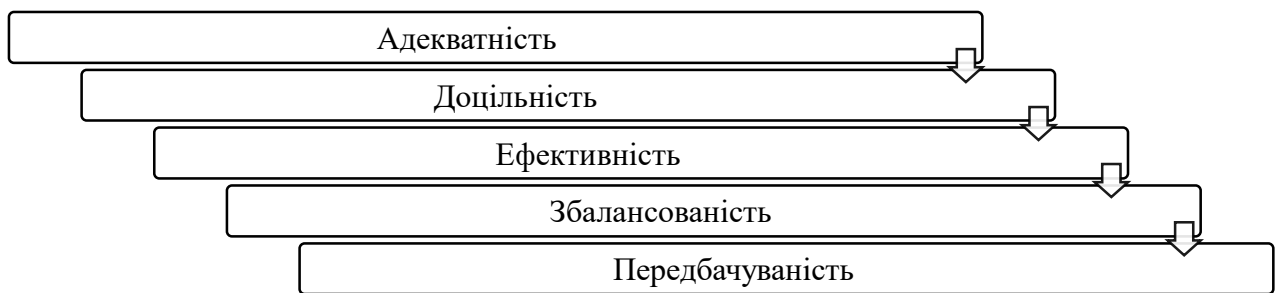 Адекватність
Доцільність
Ефективність
Збалансованість
Передбачуваність